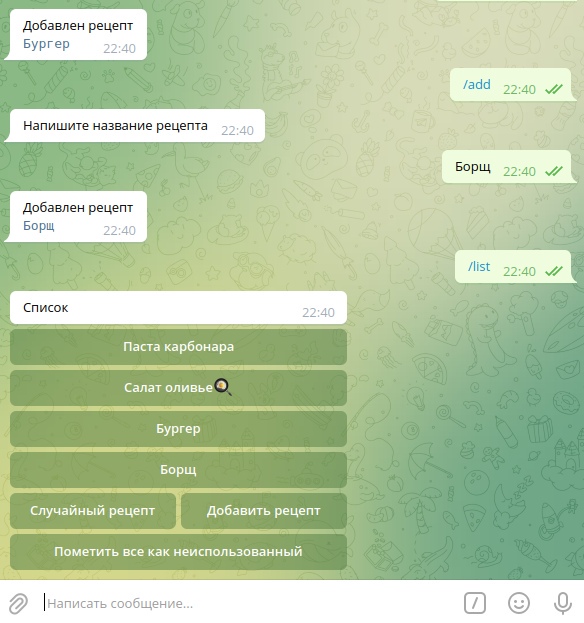 Добавлен рецепт
Бургер 22:40
/add 22:40
Напишите название рецепта 22:40
Борщ 22:40
Добавлен рецепт
Борщ 22:40
/list 22:40
Список 22:40
Паста карбонара
Салат оливье🍳
Бургер
Борщ
Случайный рецепт Добавить рецепт
Пометить все как неиспользованный
Написать сообщение...